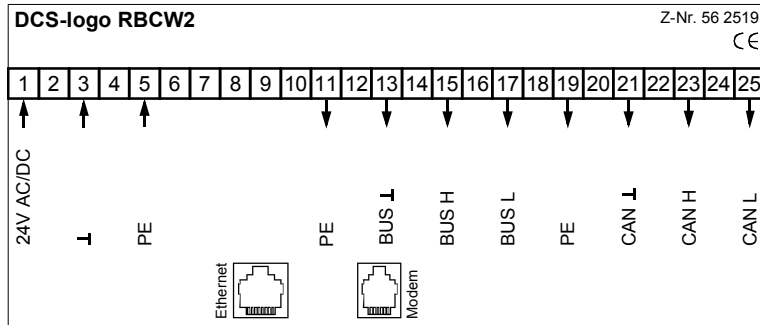 DCS-logo RBCW2
Z-Nr. 56 2519
CE
1 2 3 4 5 6 7 8 9 10 11 12 13 14 15 16 17 18 19 20 21 22 23 24 25
24V AC/DC
⊥
PE
PE
BUS ⊥
BUS H
BUS L
PE
CAN ⊥
CAN H
CAN L
Ethernet
Modem